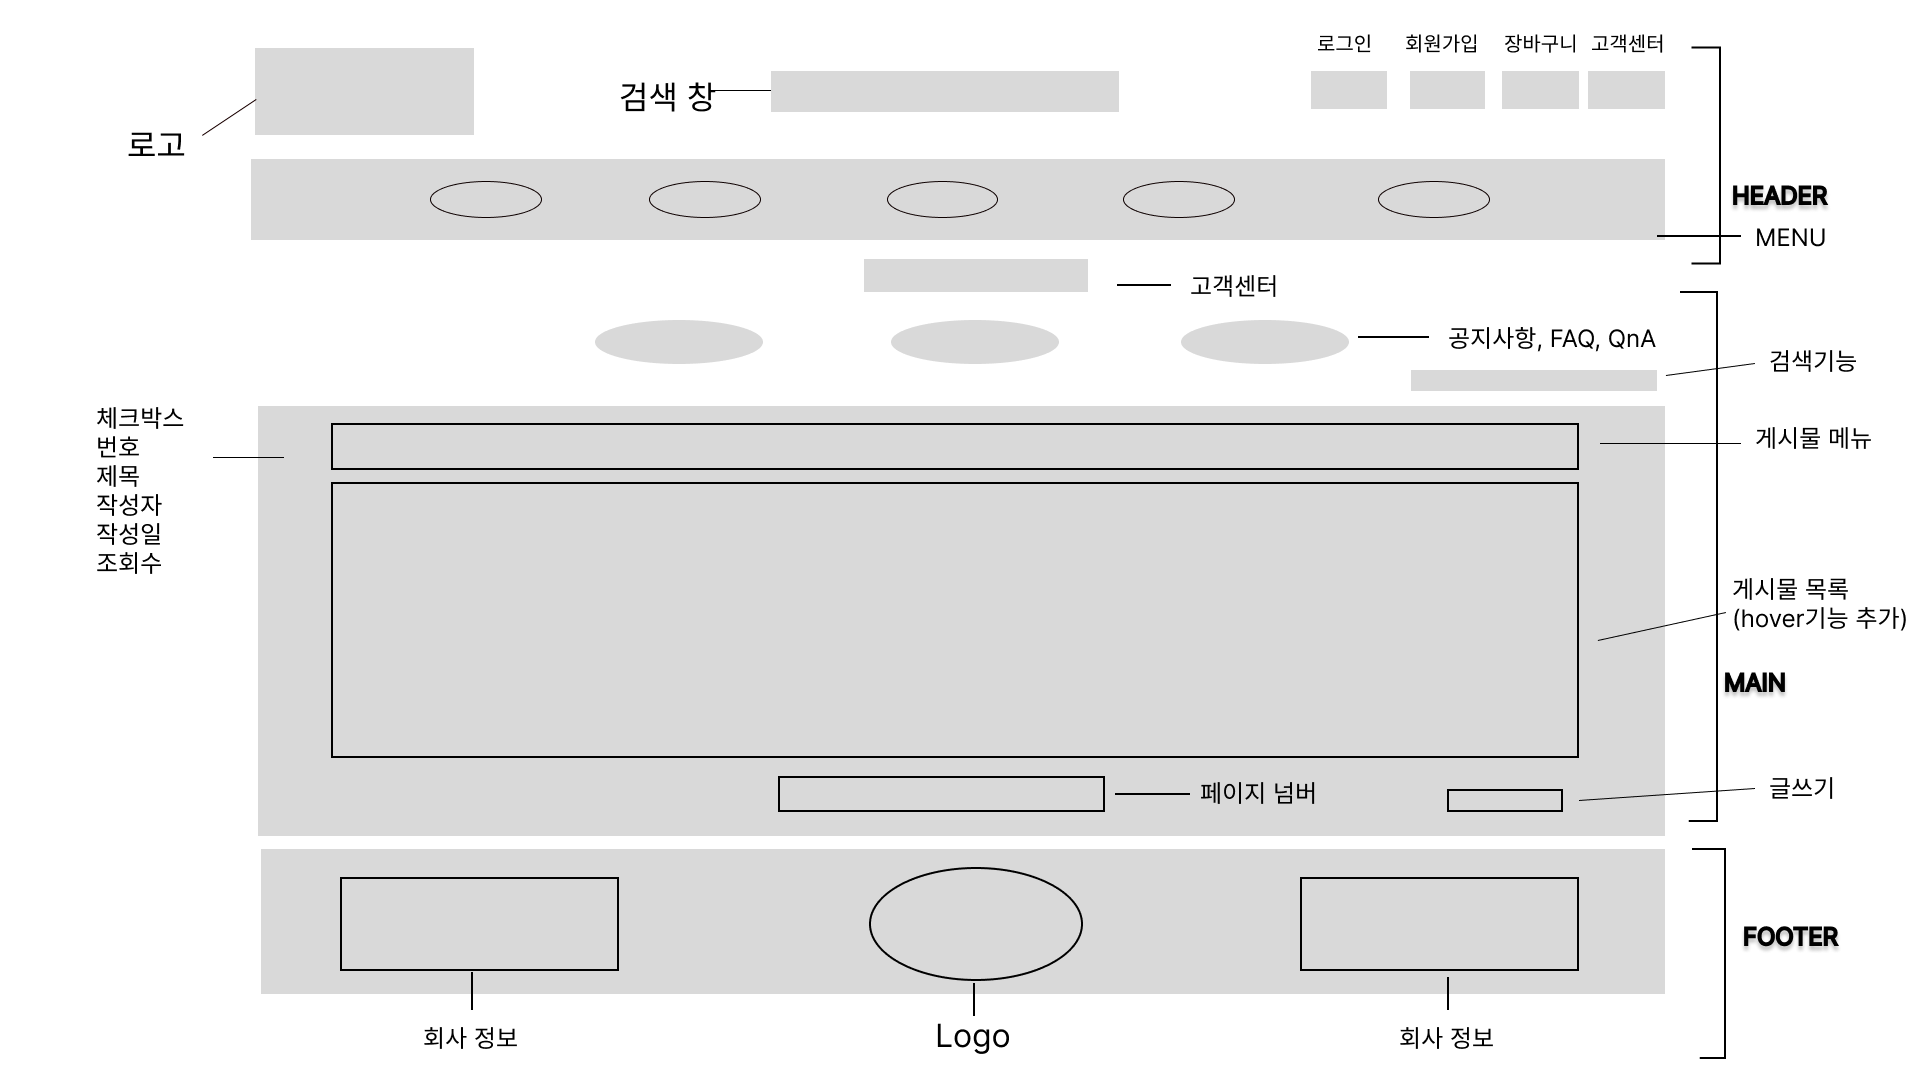 로그인
회원가입
장바구니
고객센터
검색 창
로고
HEADER
MENU
고객센터
공지사항, FAQ, QnA
검색기능
체크박스
번호
제목
작성자
작성일
조회수
게시물 메뉴
게시물 목록
(hover기능 추가)
MAIN
페이지 넘버
글쓰기
FOOTER
회사 정보
Logo
회사 정보